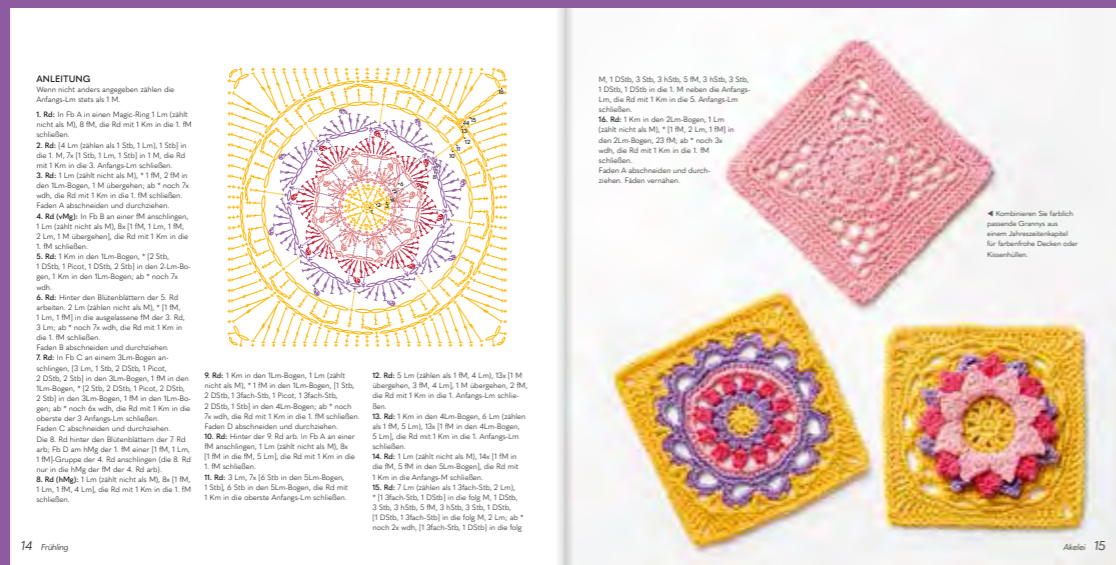 ANLEITUNG
Wenn nicht anders angegeben zählen die
Anfangs-Lm stets als 1 M.
1. Rd: In Fb A in einen Magic-Ring 1 Lm (zählt
nicht als M), 8 fM, die Rd mit 1 Km in die 1. fM
schließen.
2. Rd: [4 Lm (zählen als 1 Stb, 1 Lm), 1 Stb] in
die 1. M, 7x [1 Stb, 1 Lm, 1 Stb] in 1 M, die Rd
mit 1 Km in die 3. Anfangs-Lm schließen.
3. Rd: 1 Lm (zählt nicht als M), * 1 fM, 2 fM in
den 1Lm-Bogen, 1 M übergehen; ab * noch 7x
wdh, die Rd mit 1 Km in die 1. fM schließen.
Faden A abschneiden und durchziehen.
4. Rd (vMg): In Fb B an einer fM anschlingen,
1 Lm (zählt nicht als M), 8x [1 fM, 1 Lm, 1 fM,
2 Lm, 1 M übergehen], die Rd mit 1 Km in die
1. fM schließen.
5. Rd: 1 Km in den 1Lm-Bogen, * [2 Stb,
1 DStb, 1 Picot, 1 DStb, 2 Stb] in den 2-Lm-Bo-
gen, 1 Km in den 1Lm-Bogen; ab * noch 7x
wdh.
6. Rd: Hinter den Blütenblättern der 5. Rd
arbeiten. 2 Lm (zählen nicht als M), * [1 fM,
1 Lm, 1 fM] in die ausgelassene fM der 3. Rd,
3 Lm; ab * noch 7x wdh, die Rd mit 1 Km in
die 1. fM schließen.
Faden B abschneiden und durchziehen.
7. Rd: In Fb C an einem 3Lm-Bogen an-
schlingen, [3 Lm, 1 Stb, 2 DStb, 1 Picot,
2 DStb, 2 Stb] in den 3Lm-Bogen, 1 fM in den
1Lm-Bogen, * [2 Stb, 2 DStb, 1 Picot, 2 DStb,
2 Stb] in den 3Lm-Bogen, 1 fM in den 1Lm-Bo-
gen; ab * noch 6x wdh, die Rd mit 1 Km in die
oberste der 3 Anfangs-Lm schließen.
Faden C abschneiden und durchziehen.
Die 8. Rd hinter den Blütenblättern der 7. Rd
arb; Fb D am hMg der 1. fM einer [1 fM, 1 Lm,
1 fM]-Gruppe der 4. Rd anschlingen (die 8. Rd
nur in die hMg der fM der 4. Rd arb).
8. Rd (hMg): 1 Lm (zählt nicht als M), 8x [1 fM,
1 Lm, 1 fM, 4 Lm], die Rd mit 1 Km in die 1. fM
schließen.
9. Rd: 1 Km in den 1Lm-Bogen, 1 Lm (zählt
nicht als M), * 1 fM in den 1Lm-Bogen, [1 Stb,
2 DStb, 1 3fach-Stb, 1 Picot, 1 3fach-Stb,
2 DStb, 1 Stb] in den 4Lm-Bogen; ab * noch
7x wdh, die Rd mit 1 Km in die 1. fM schließen.
Faden D abschneiden und durchziehen.
10. Rd: Hinter der 9. Rd arb. In Fb A an einer
fM anschlingen, 1 Lm (zählt nicht als M), 8x
[1 fM in die fM, 5 Lm], die Rd mit 1 Km in die
1. fM schließen.
11. Rd: 3 Lm, 7x [6 Stb in den 5Lm-Bogen,
1 Stb], 6 Stb in den 5Lm-Bogen, die Rd mit
1 Km in die oberste Anfangs-Lm schließen.
12. Rd: 5 Lm (zählen als 1 fM, 4 Lm), 13x [1 M
übergehen, 3 fM, 4 Lm], 1 M übergehen, 2 fM,
die Rd mit 1 Km in die 1. Anfangs-Lm schlie-
ßen.
13. Rd: 1 Km in den 4Lm-Bogen, 6 Lm (zählen
als 1 fM, 5 Lm), 13x [1 fM in den 4Lm-Bogen,
5 Lm], die Rd mit 1 Km in die 1. Anfangs-Lm
schließen.
14. Rd: 1 Lm (zählt nicht als M), 14x [1 fM in
die fM, 5 fM in den 5Lm-Bogen], die Rd mit
1 Km in die Anfangs-M schließen.
15. Rd: 7 Lm (zählen als 1 3fach-Stb, 2 Lm),
* [1 3fach-Stb, 1 DStb] in die folg M, 1 DStb,
3 Stb, 3 hStb, 5 fM, 3 hStb, 3 Stb, 1 DStb,
[1 DStb, 1 3fach-Stb] in die folg M, 2 Lm; ab *
noch 2x wdh, [1 3fach-Stb, 1 DStb] in die folg
14 Frühling
M, 1 DStb, 3 Stb, 3 hStb, 5 fM, 3 hStb, 3 Stb,
1 DStb, 1 DStb in die 1. M neben die Anfangs-
Lm, die Rd mit 1 Km in die 5. Anfangs-Lm
schließen.
16. Rd: 1 Km in den 2Lm-Bogen, 1 Lm
(zählt nicht als M), * [1 fM, 2 Lm, 1 fM] in
den 2Lm-Bogen, 23 fM; ab * noch 3x
wdh, die Rd mit 1 Km in die 1. fM
schließen.
Faden A abschneiden und durch-
ziehen. Fäden vernähen.
◀ Kombinieren Sie farblich
passende Grannys aus
einem Jahreszeitenkapitel
für farbenfrohe Decken oder
Kissenhüllen.
Akelei 15